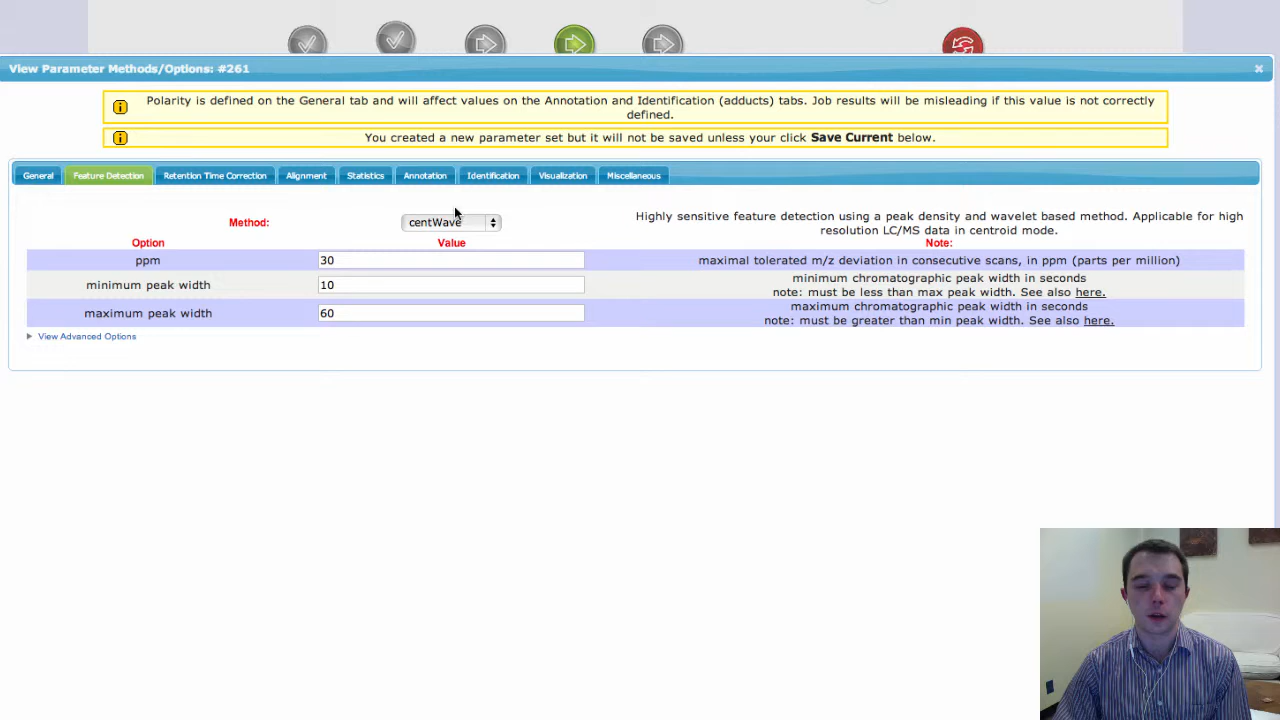 View Parameter Methods/Options: #261
Polarity is defined on the General tab and will affect values on the Annotation and Identification (adducts) tabs. Job results will be misleading if this value is not correctly
defined.
You created a new parameter set but it will not be saved unless your click Save Current below.
General Feature Detection Retention Time Correction Alignment Statistics Annotation Identification Visualization Miscellaneous
Method: centWave
Highly sensitive feature detection using a peak density and wavelet based method. Applicable for high
resolution LC/MS data in centroid mode.
Option Value Note:
ppm 30 maximal tolerated m/z deviation in consecutive scans, in ppm (parts per million)
minimum peak width 10 minimum chromatographic peak width in seconds
note: must be less than max peak width. See also here.
maximum peak width 60 maximum chromatographic peak width in seconds
note: must be greater than min peak width. See also here.
View Advanced Options